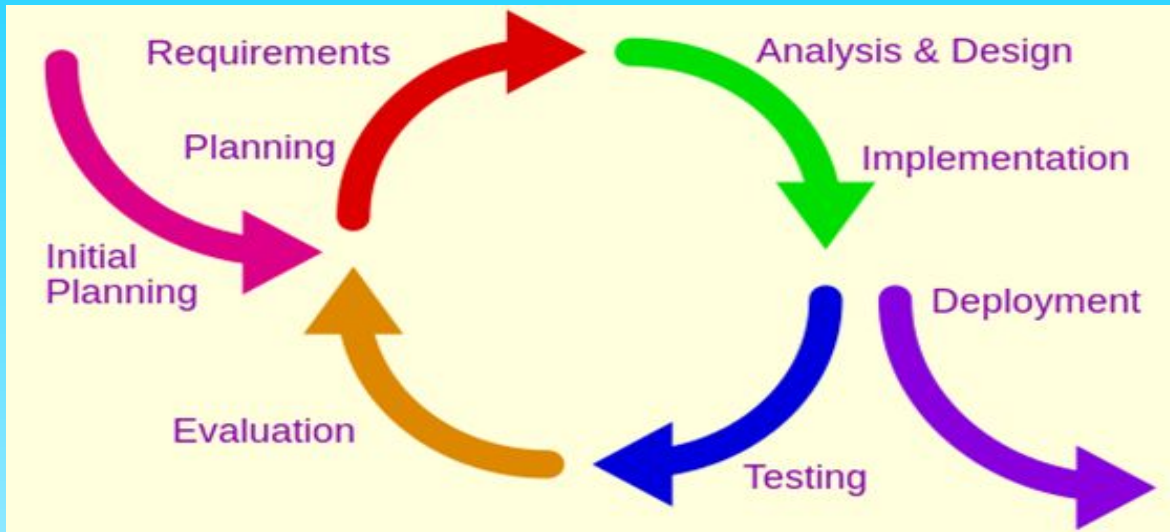 Requirements
Analysis & Design
Planning
Implementation
Initial
Planning
Deployment
Evaluation
Testing